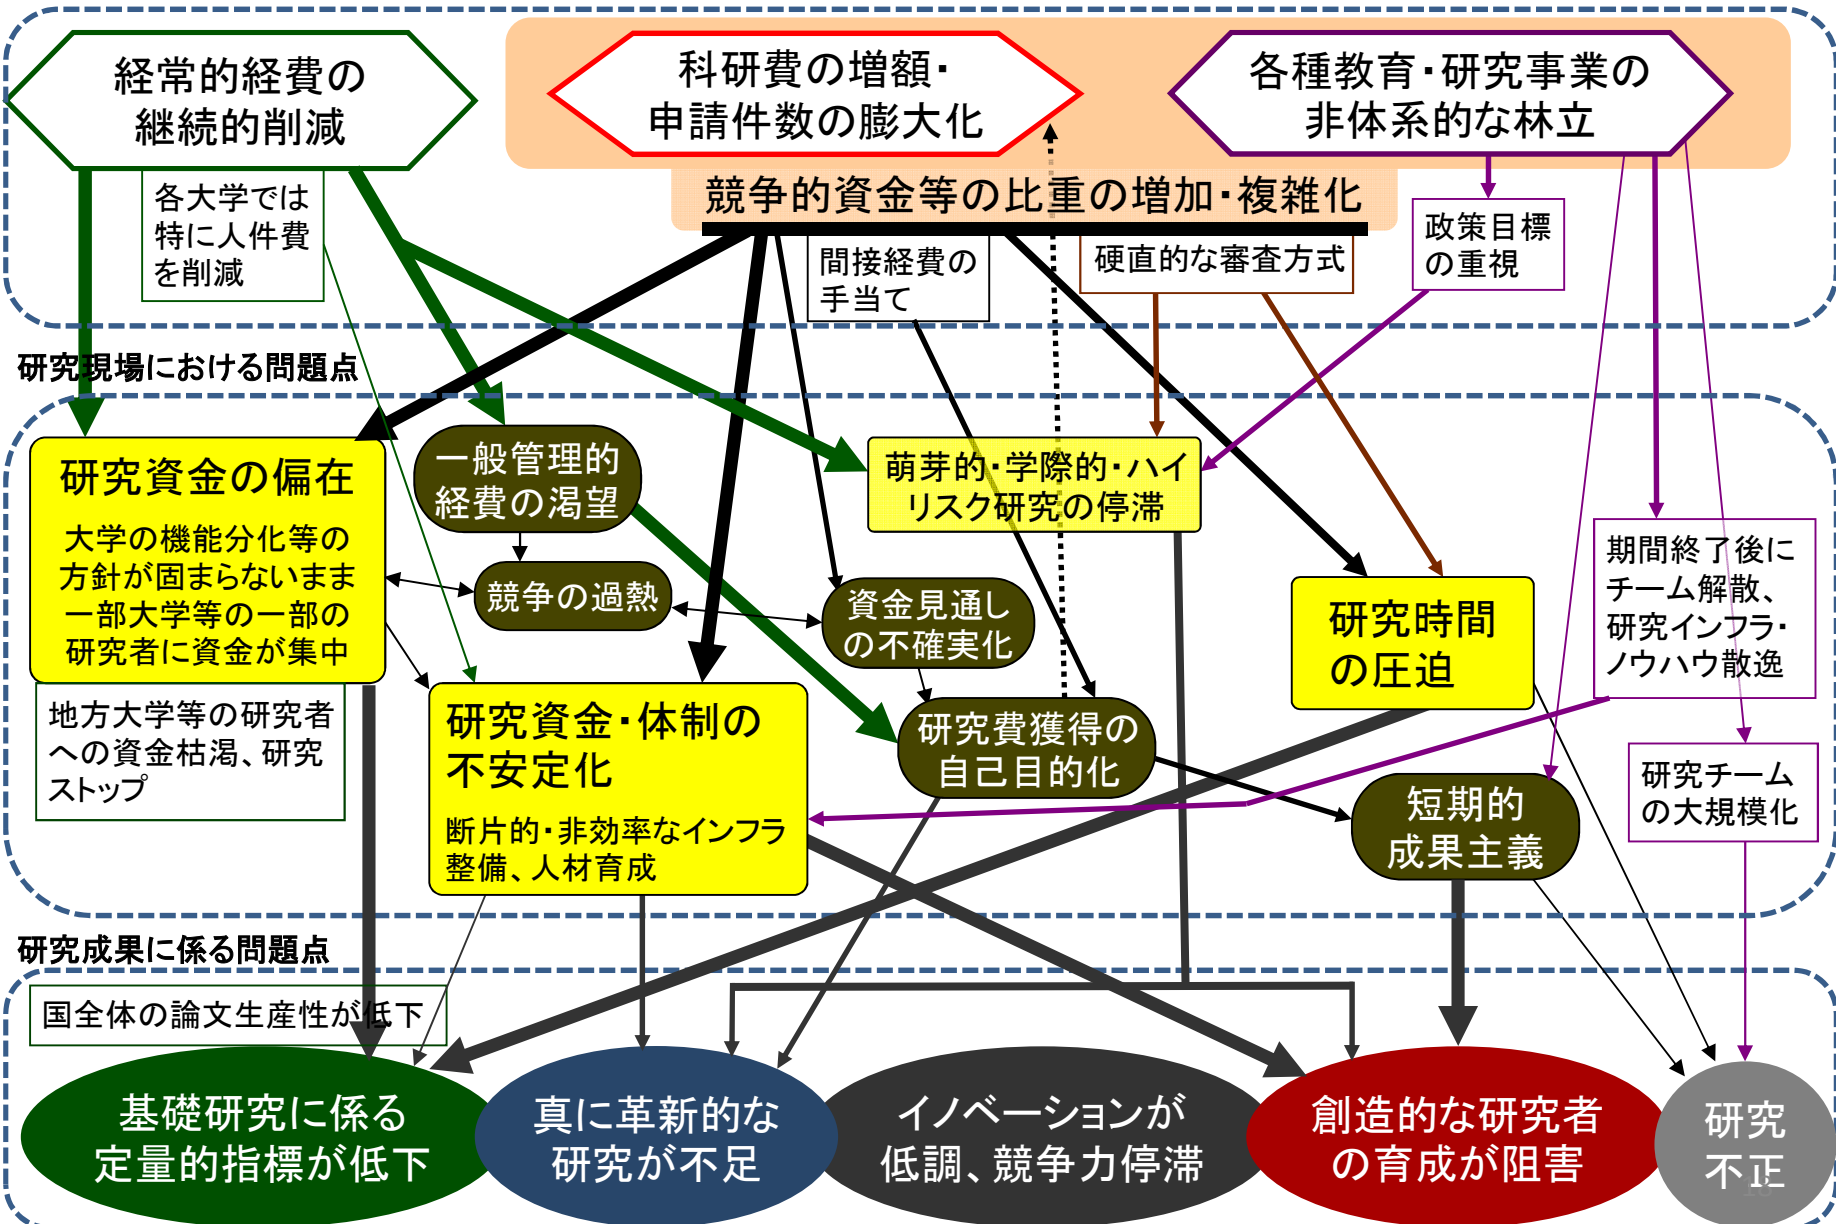 経常的経費の
継続的削減
科研費の増額・
申請件数の膨大化
各種教育・研究事業の
非体系的な林立
競争的資金等の比重の増加・複雑化
各大学では
特に人件費
を削減
間接経費の
手当て
硬直的な審査方式
政策目標
の重視
研究現場における問題点
研究資金の偏在
大学の機能分化等の
方針が固まらないまま
一部大学等の一部の
研究者に資金が集中
一般管理的
経費の渇望
競争の過熱
萌芽的・学際的・ハイ
リスク研究の停滞
資金見通し
の不確実化
研究時間
の圧迫
期間終了後に
チーム解散、
研究インフラ・
ノウハウ散逸
地方大学等の研究者
への資金枯渇、研究
ストップ
研究資金・体制の
不安定化
断片的・非効率なインフラ
整備、人材育成
研究費獲得の
自己目的化
短期的
成果主義
研究チーム
の大規模化
研究成果に係る問題点
国全体の論文生産性が低下
基礎研究に係る
定量的指標が低下
真に革新的な
研究が不足
イノベーションが
低調、競争力停滞
創造的な研究者
の育成が阻害
研究
不正